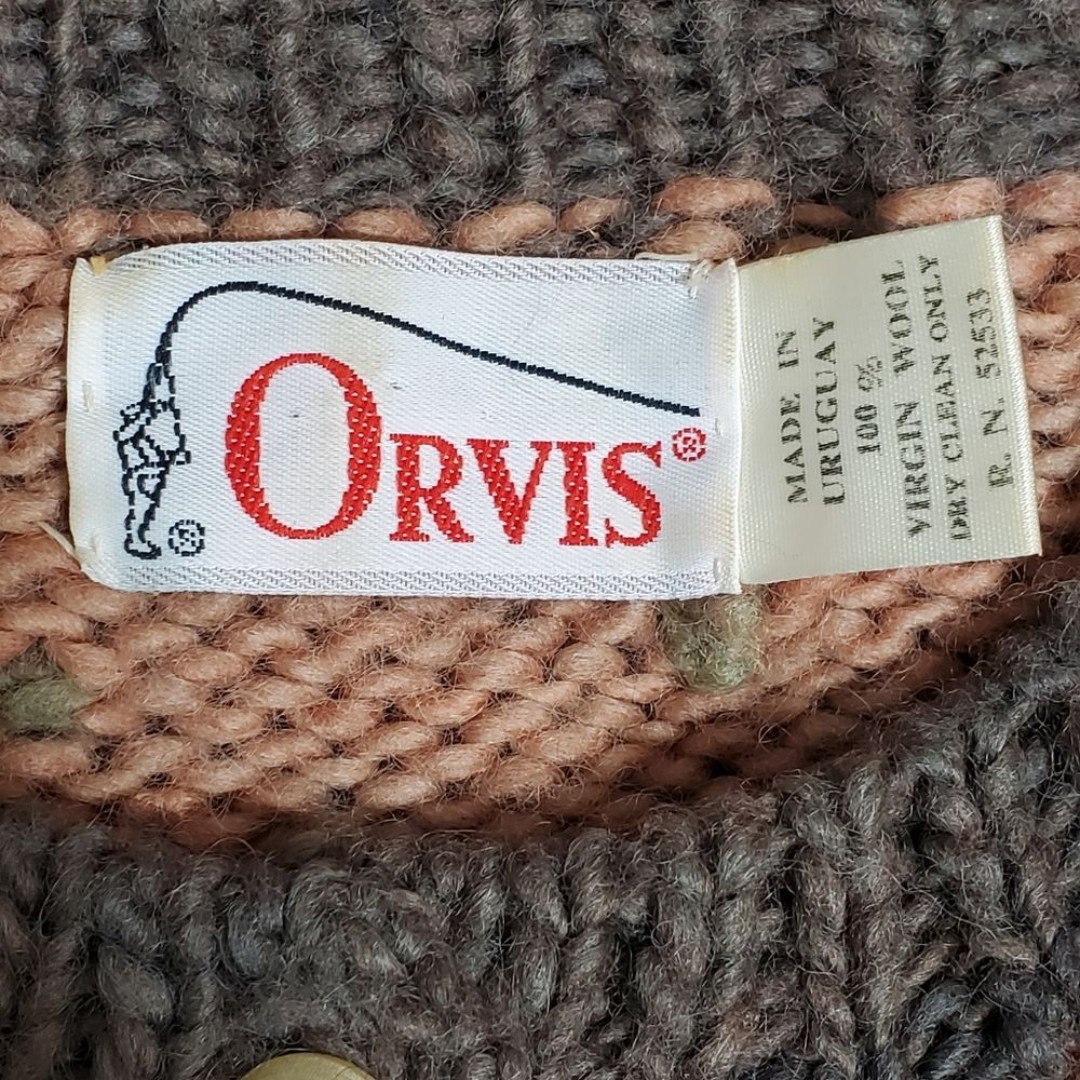 ORVIS®
®
MADE IN
URUGUAY
100%
VIRGIN WOOL
DRY CLEAN ONLY
R. N. 52533